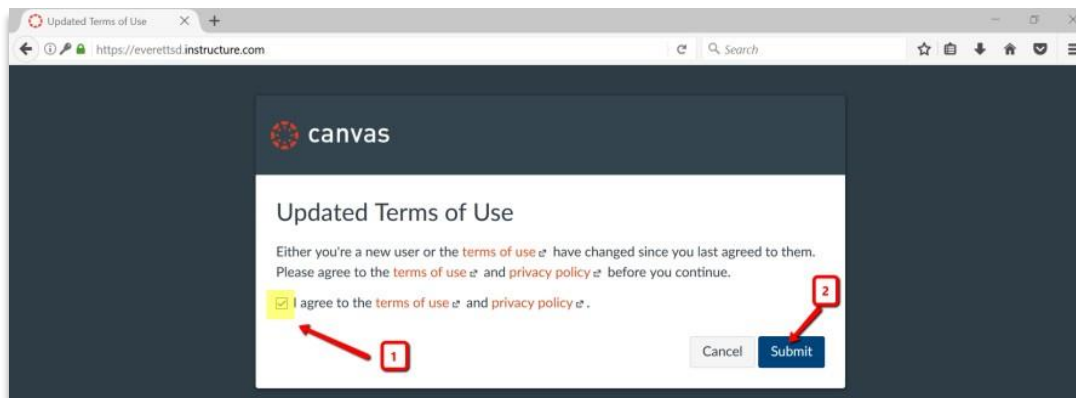 Updated Terms of Use
https://everettsd.instructure.com
Search
canvas
Updated Terms of Use
Either you're a new user or the terms of use have changed since you last agreed to them.
Please agree to the terms of use and privacy policy before you continue.
I agree to the terms of use and privacy policy.
2
1
Cancel
Submit